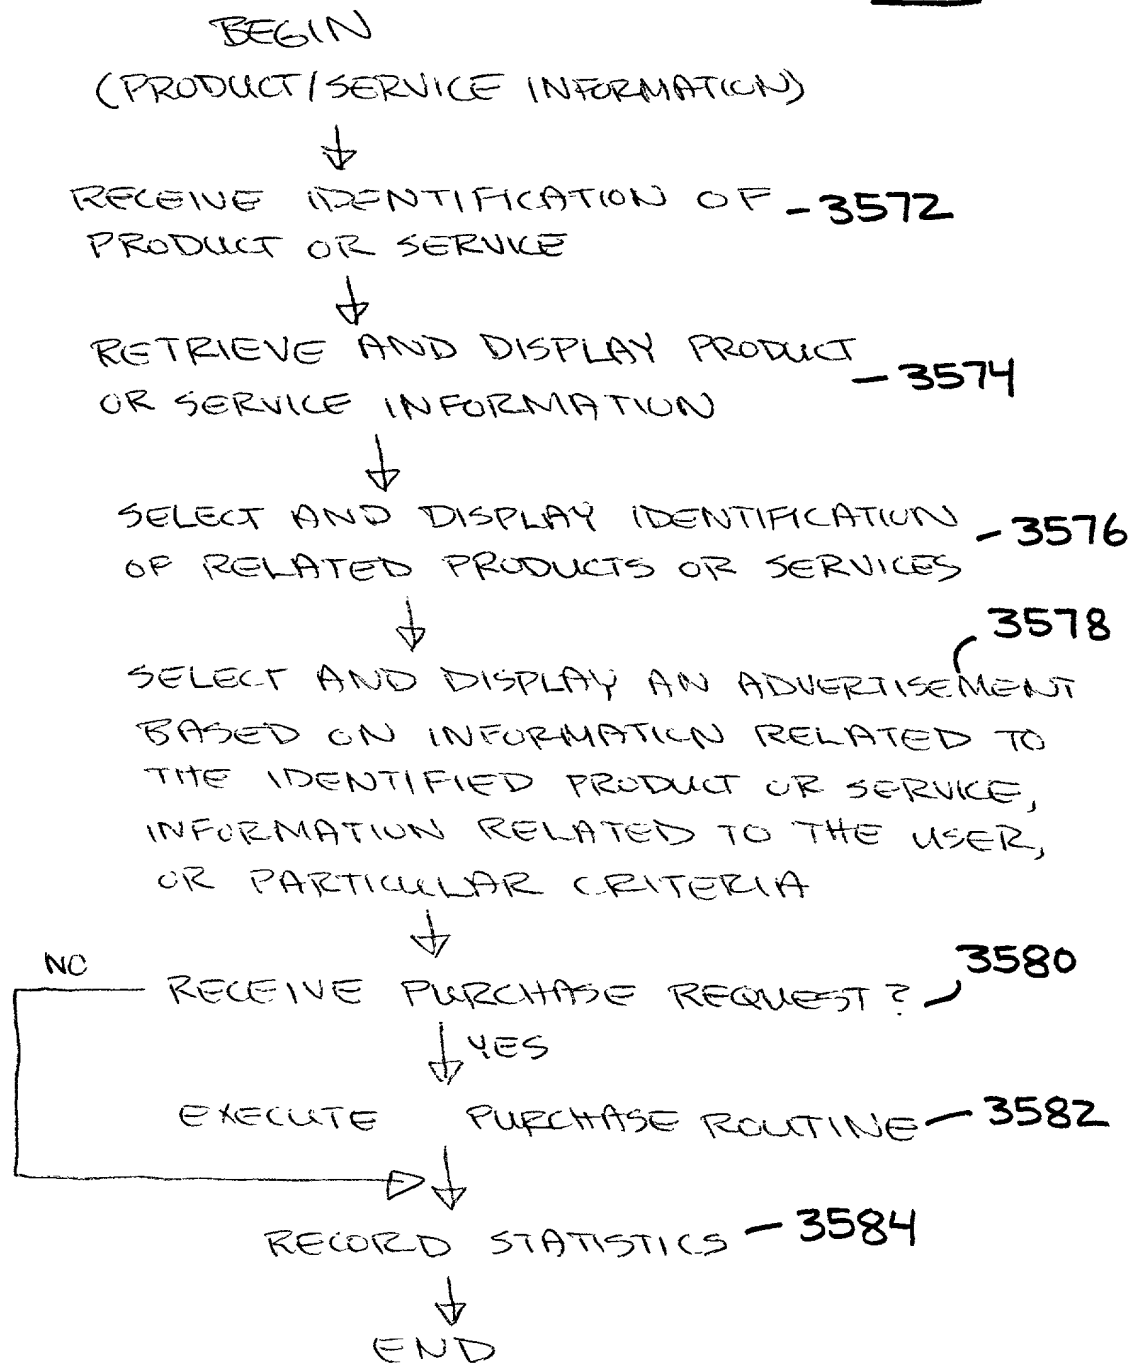 BEGIN
(PRODUCT/SERVICE INFORMATION)
RECEIVE IDENTIFICATION OF - 3572
PRODUCT OR SERVICE
RETRIEVE AND DISPLAY PRODUCT
OR SERVICE INFORMATION - 3574
SELECT AND DISPLAY IDENTIFICATION
OF RELATED PRODUCTS OR SERVICES - 3576
3578
SELECT AND DISPLAY AN ADVERTISEMENT
BASED ON INFORMATION RELATED TO
THE IDENTIFIED PRODUCT OR SERVICE,
INFORMATION RELATED TO THE USER,
OR PARTICULAR CRITERIA
NO
RECEIVE PURCHASE REQUEST? 3580
YES
EXECUTE PURCHASE ROUTINE - 3582
RECORD STATISTICS - 3584
END